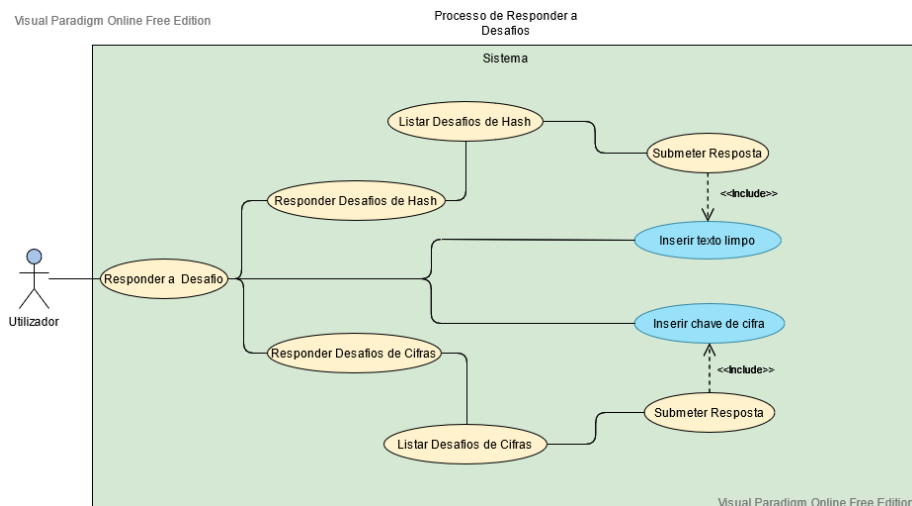 Visual Paradigm Online Free Edition
Processo de Responder a
Desafios
Sistema
Listar Desafios de Hash
Submeter Resposta
<<Include>>
Responder Desafios de Hash
Inserir texto limpo
Responder a Desafio
Utilizador
Inserir chave de cifra
Responder Desafios de Cifras
<<Include>>
Submeter Resposta
Listar Desafios de Cifras
Visual Paradigm Online Free Edition